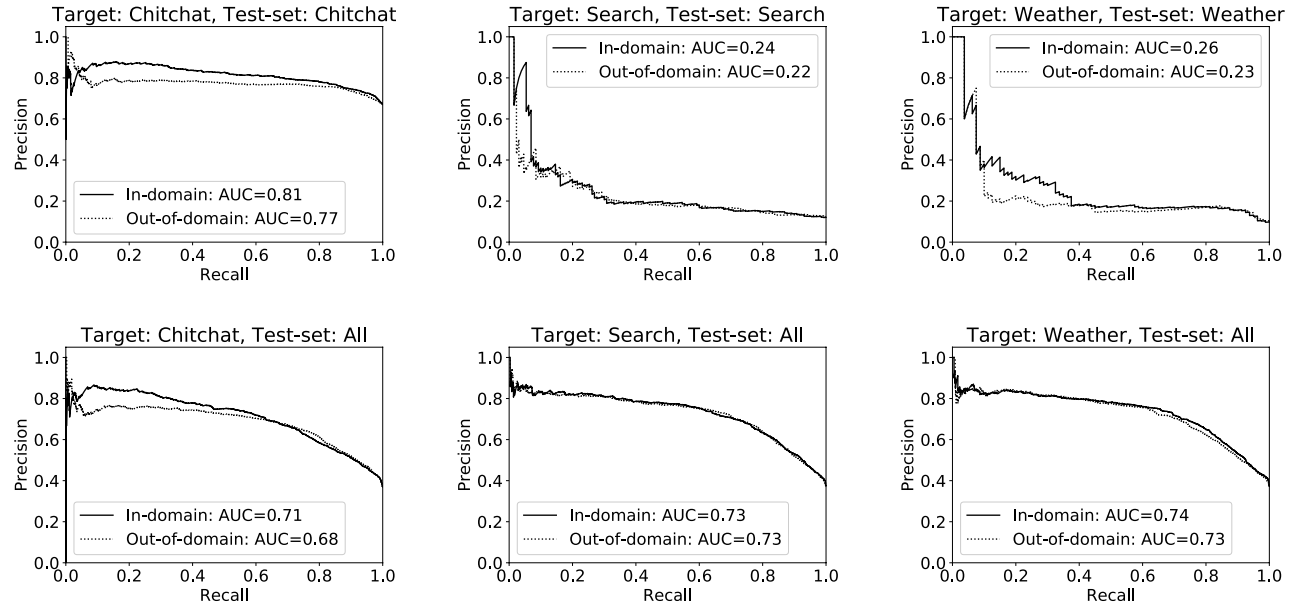 Target: Chitchat, Test-set: Chitchat
1.0
0.8
0.6
0.4
0.2
0.0
Precision
In-domain: AUC=0.81
Out-of-domain: AUC=0.77
0.0 0.2 0.4 0.6 0.8 1.0
Recall
Target: Search, Test-set: Search
1.0
0.8
0.6
0.4
0.2
0.0
Precision
In-domain: AUC=0.24
Out-of-domain: AUC=0.22
0.0 0.2 0.4 0.6 0.8 1.0
Recall
Target: Weather, Test-set: Weather
1.0
0.8
0.6
0.4
0.2
0.0
Precision
In-domain: AUC=0.26
Out-of-domain: AUC=0.23
0.0 0.2 0.4 0.6 0.8 1.0
Recall
Target: Chitchat, Test-set: All
1.0
0.8
0.6
0.4
0.2
0.0
Precision
In-domain: AUC=0.71
Out-of-domain: AUC=0.68
0.0 0.2 0.4 0.6 0.8 1.0
Recall
Target: Search, Test-set: All
1.0
0.8
0.6
0.4
0.2
0.0
Precision
In-domain: AUC=0.73
Out-of-domain: AUC=0.73
0.0 0.2 0.4 0.6 0.8 1.0
Recall
Target: Weather, Test-set: All
1.0
0.8
0.6
0.4
0.2
0.0
Precision
In-domain: AUC=0.74
Out-of-domain: AUC=0.73
0.0 0.2 0.4 0.6 0.8 1.0
Recall